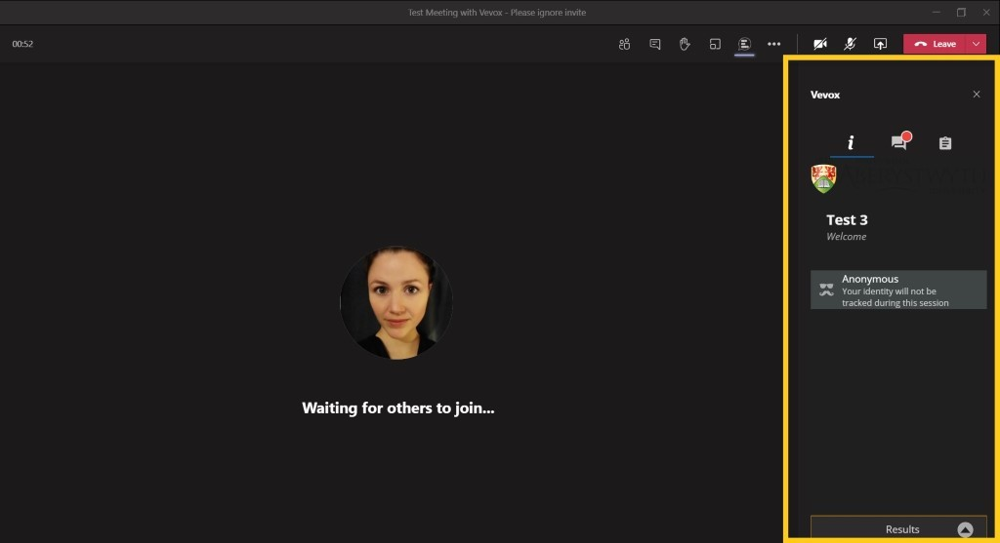 Test Meeting with Vevox - Please ignore invite
00:52
Leave
Vevox
ABERYSTWYTH
Test 3
Welcome
Anonymous
Your identity will not be
tracked during this session
Waiting for others to join...
Results